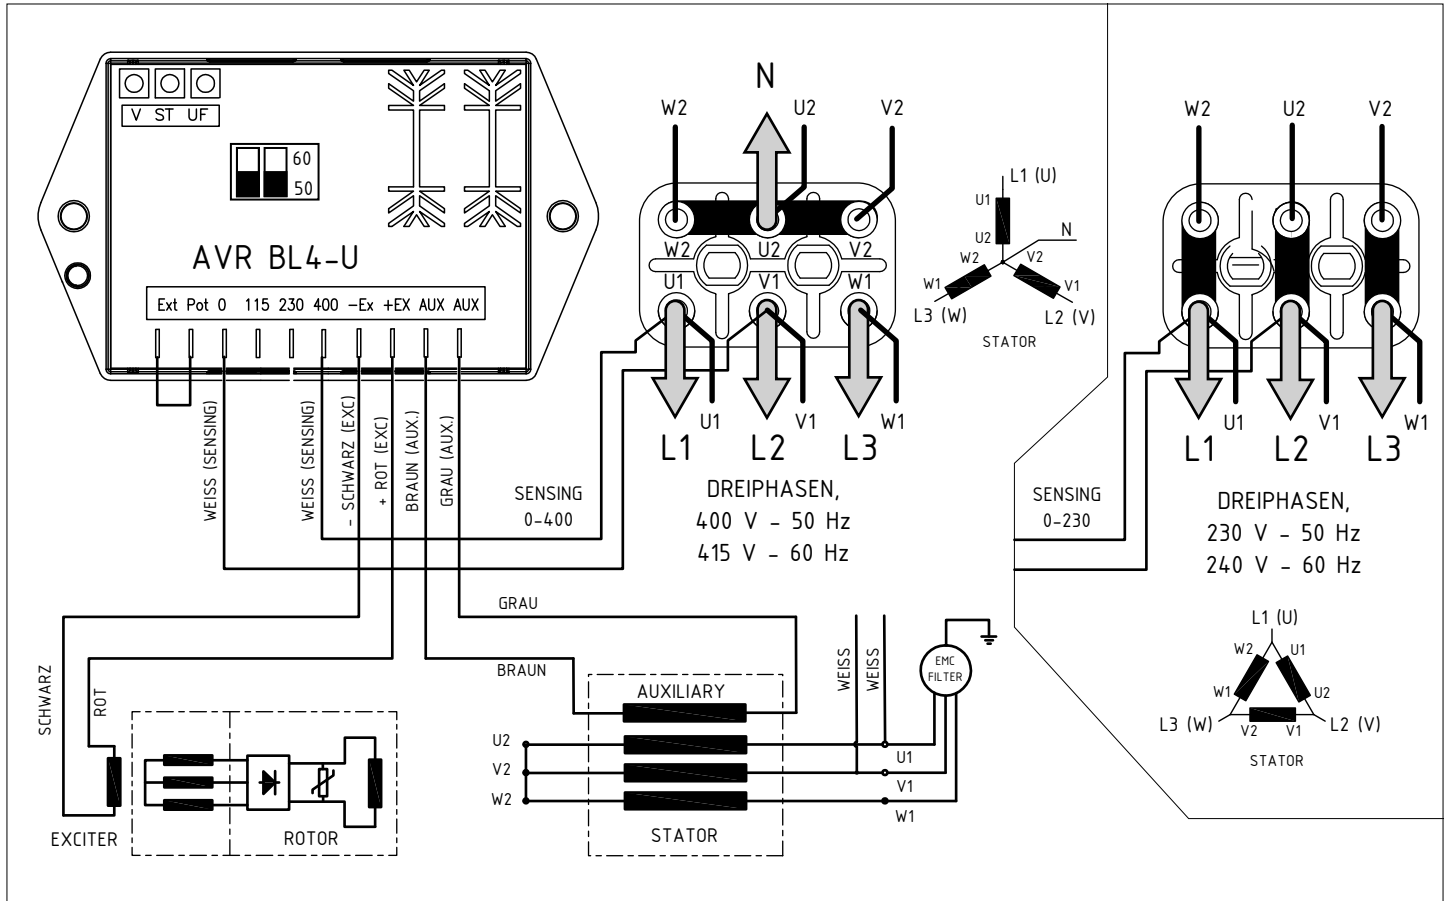 V ST UF
60
50
AVR BL4-U
Ext Pot 0 115 230 400 -Ex +EX AUX AUX
WEISS (SENSING)
WEISS (SENSING)
- SCHWARZ (EXC)
+ ROT (EXC)
BRAUN (AUX.)
GRAU (AUX.)
N
W2 U2 V2
W2 U2 V2
U1 V1 W1
U1 V1 W1
L1 L2 L3
SENSING
0-400
DREIPHASEN,
400 V - 50 Hz
415 V - 60 Hz
L1 (U)
U1
U2
N
W2 V2
W1 V1
L3 (W) L2 (V)
STATOR
W2 U2 V2
U1 V1 W1
L1 L2 L3
SENSING
0-230
DREIPHASEN,
230 V - 50 Hz
240 V - 60 Hz
L1 (U)
W2 U1
W1 U2
L3 (W) V2 V1 L2 (V)
STATOR
GRAU
BRAUN
SCHWARZ
ROT
EXCITER
ROTOR
AUXILIARY
U2
V2
W2
STATOR
WEISS
WEISS
U1
V1
W1
EMC
FILTER